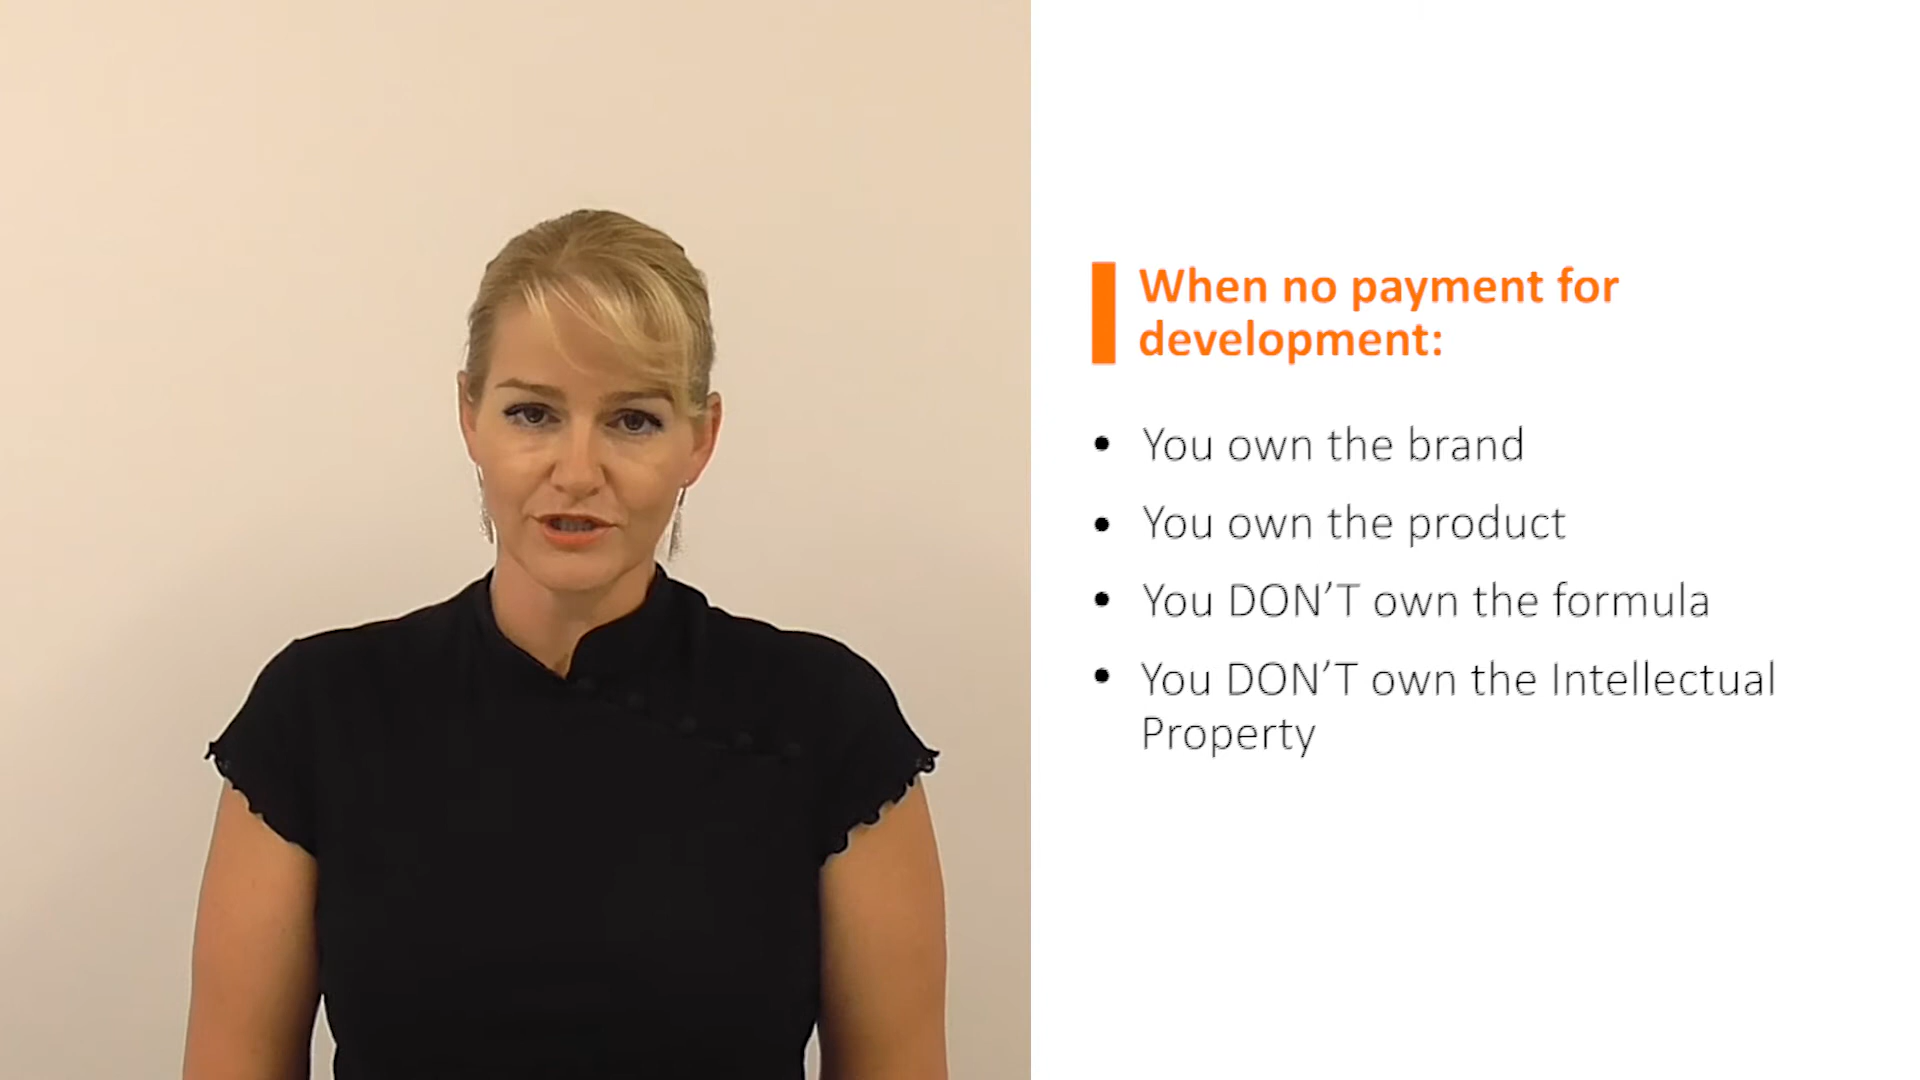 When no payment for
development:
• You own the brand
• You own the product
• You DON’T own the formula
• You DON’T own the Intellectual
Property